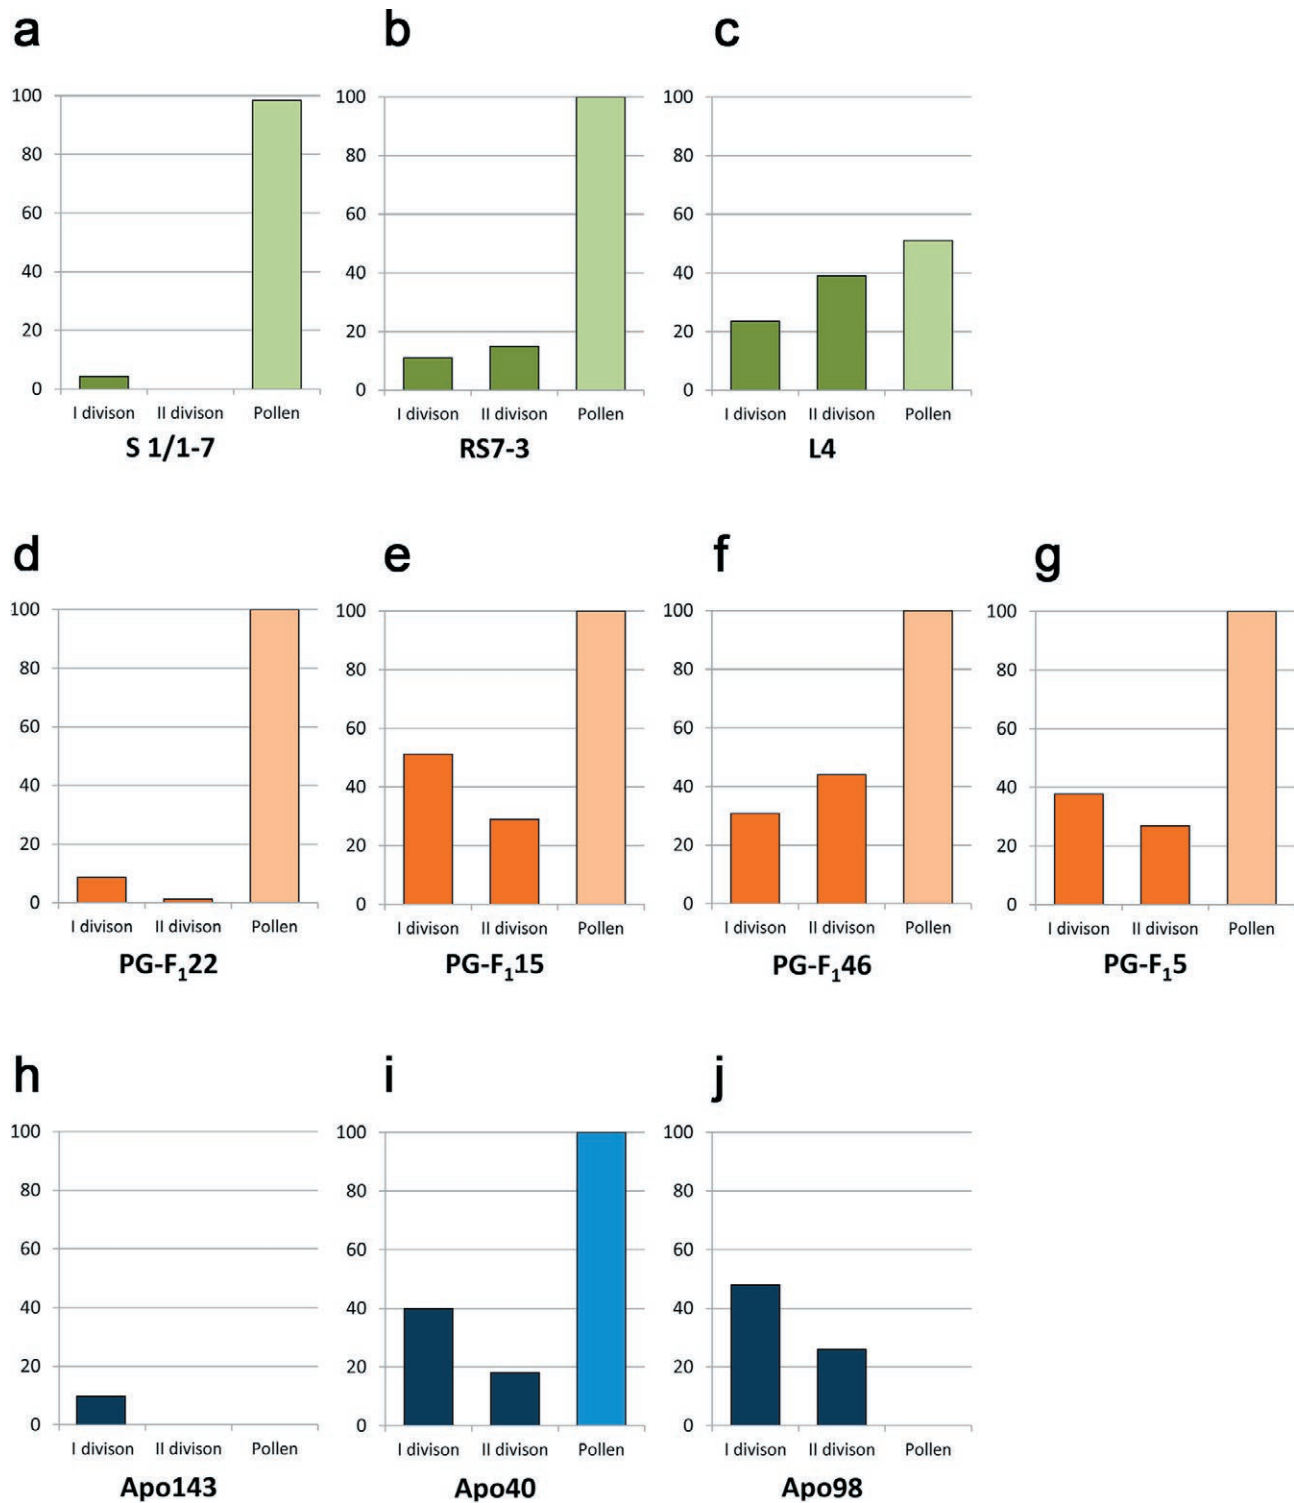 a
b
c
100
80
60
40
20
0
I divison II divison Pollen
S 1/1-7
100
80
60
40
20
0
I divison II divison Pollen
RS7-3
100
80
60
40
20
0
I divison II divison Pollen
L4
d
e
f
g
100
80
60
40
20
0
I divison II divison Pollen
PG-F₁22
100
80
60
40
20
0
I divison II divison Pollen
PG-F₁15
100
80
60
40
20
0
I divison II divison Pollen
PG-F₁46
100
80
60
40
20
0
I divison II divison Pollen
PG-F₁5
h
i
j
100
80
60
40
20
0
I divison II divison Pollen
Apo143
100
80
60
40
20
0
I divison II divison Pollen
Apo40
100
80
60
40
20
0
I divison II divison Pollen
Apo98